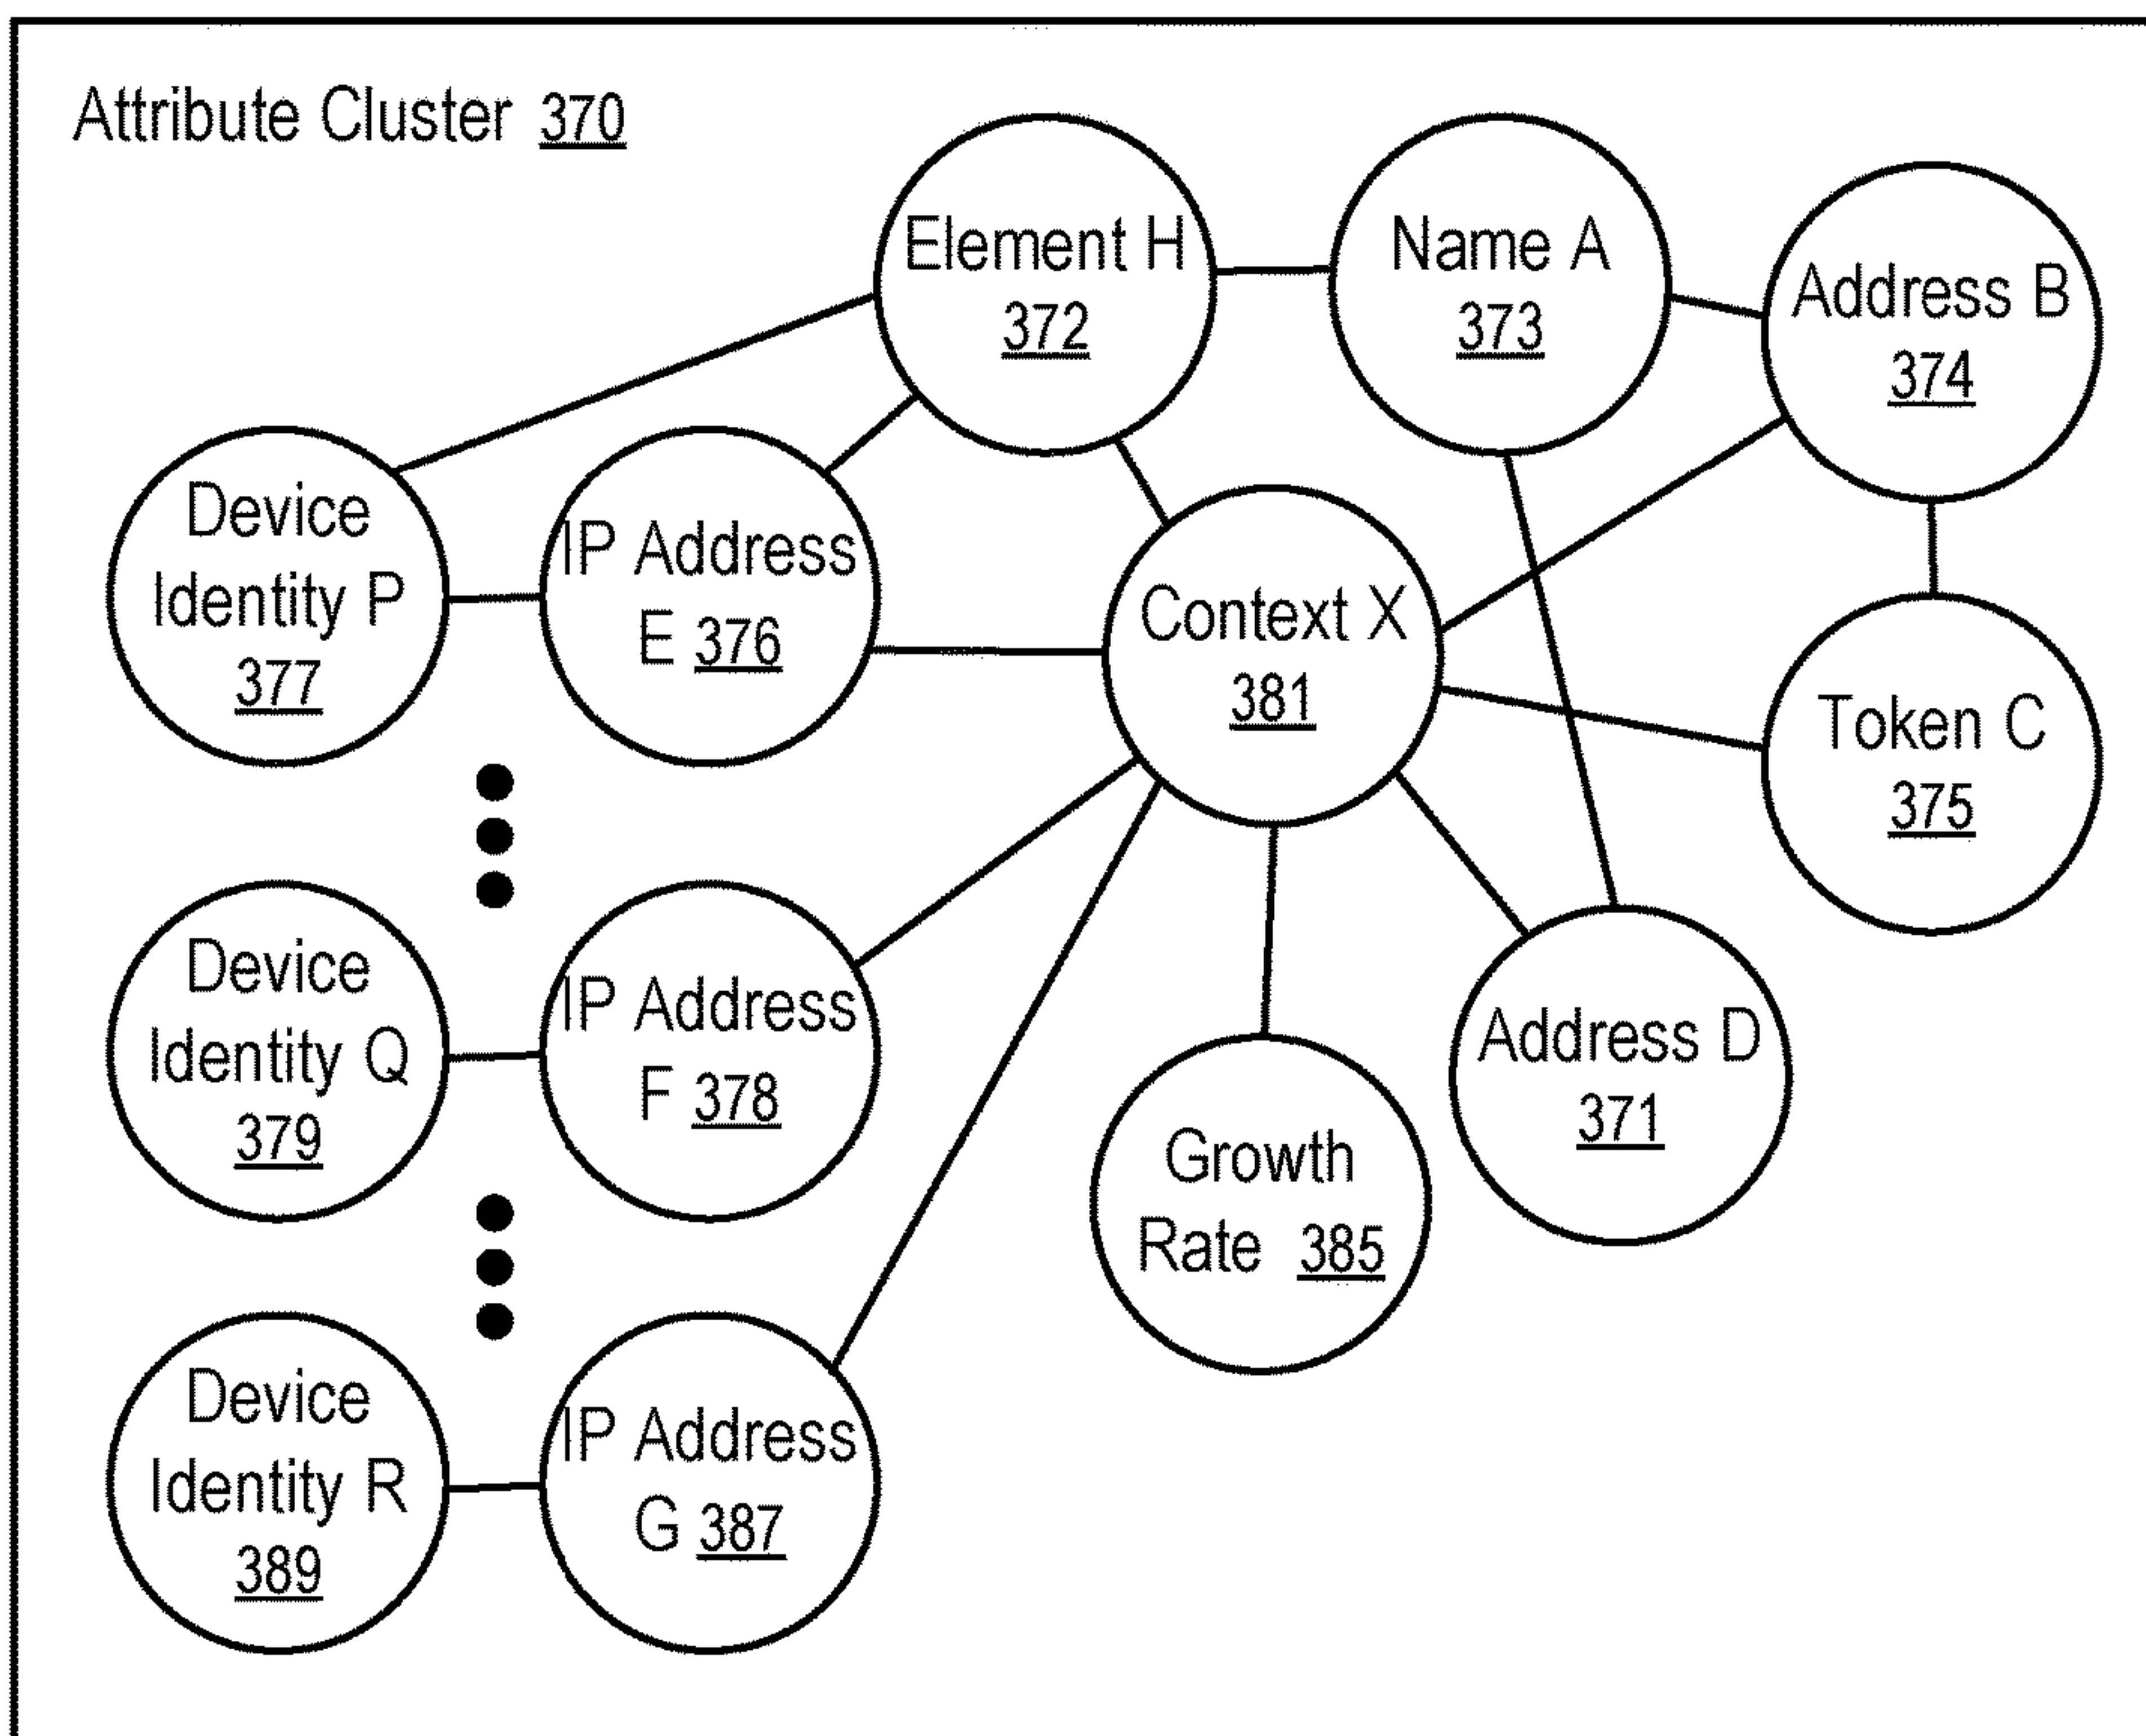 Attribute Cluster 370
Element H
372
Name A
373
Address B
374
Device
Identity P
377
IP Address
E 376
Context X
381
Token C
375
Device
Identity Q
379
IP Address
F 378
Address D
371
Growth
Rate 385
Device
Identity R
389
IP Address
G 387